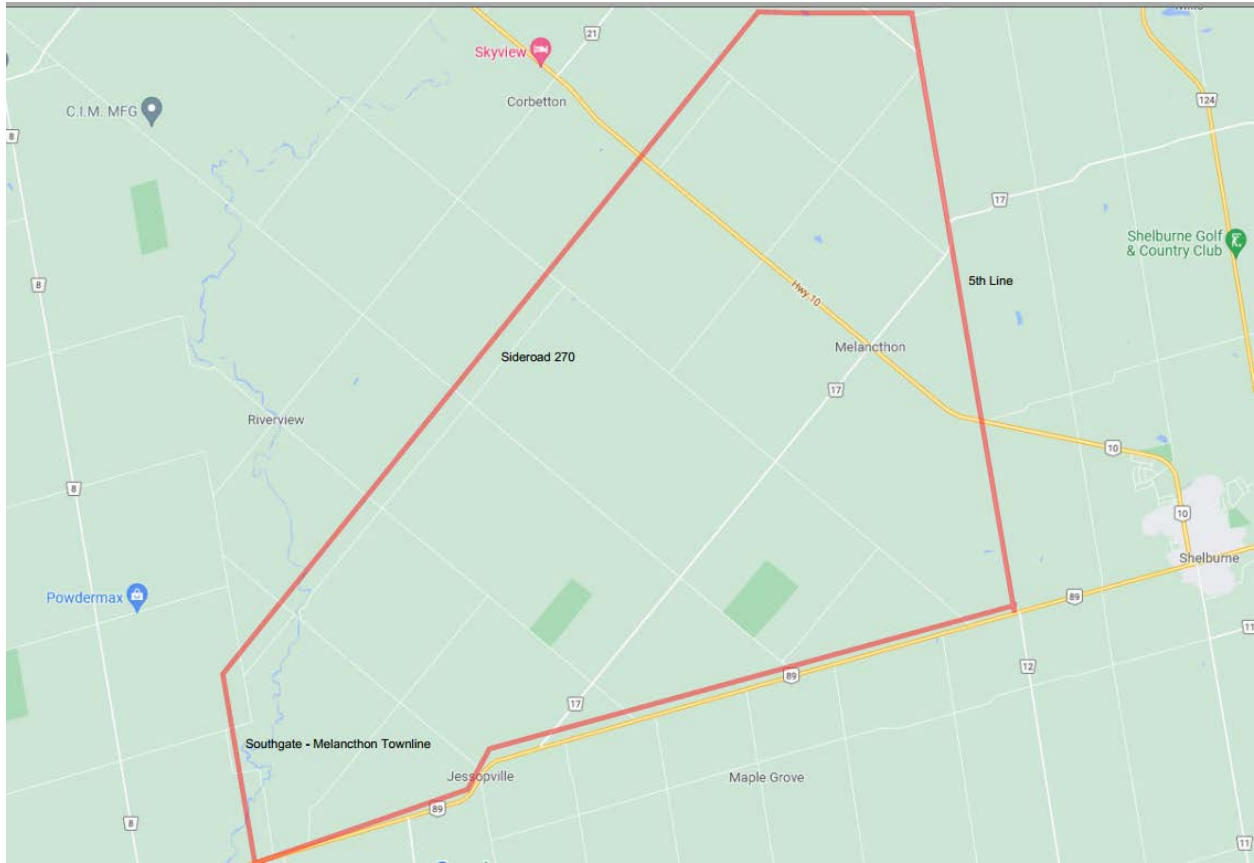 Skyview
21
Corbetton
C.I.M. MFG
8
124
17
Shelburne Golf
& Country Club
8
5th Line
Hwy 10
Melancthon
Sideroad 270
17
Riverview
10
8
10
Shelburne
Powdermax
89
11
12
89
17
Southgate - Melancthon Townline
Jessopville
Maple Grove
89
8
11